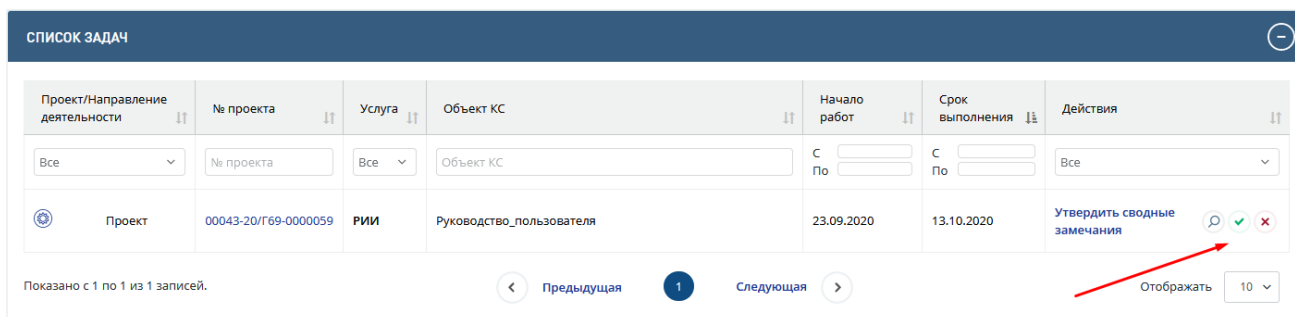 СПИСОК ЗАДАЧ
Проект/Направление деятельности
№ проекта
Услуга
Объект КС
Начало работ
Срок выполнения
Действия
Все
№ проекта
Все
Объект КС
С
По
С
По
Все
Проект
00043-20/Г69-0000059
РИИ
Руководство_пользователя
23.09.2020
13.10.2020
Утвердить сводные замечания
Показано с 1 по 1 из 1 записей.
Предыдущая
1
Следующая
Отображать
10